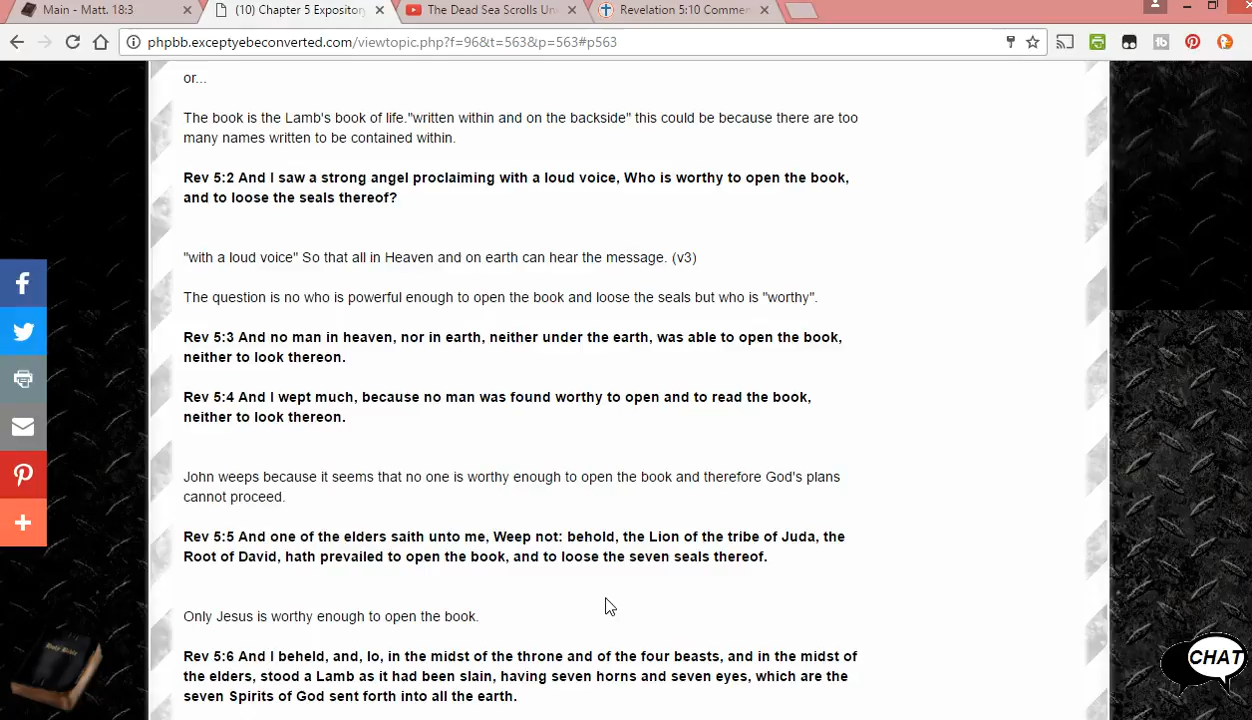 Main - Matt. 18:3
(10) Chapter 5 Expository
The Dead Sea Scrolls Un
Revelation 5:10 Comme
phpbb.exceptyebeconverted.com/viewtopic.php?f=96&t=563&p=563#p563
or...
The book is the Lamb's book of life."written within and on the backside" this could be because there are too
many names written to be contained within.
Rev 5:2 And I saw a strong angel proclaiming with a loud voice, Who is worthy to open the book,
and to loose the seals thereof?
"with a loud voice" So that all in Heaven and on earth can hear the message. (v3)
The question is no who is powerful enough to open the book and loose the seals but who is "worthy".
Rev 5:3 And no man in heaven, nor in earth, neither under the earth, was able to open the book,
neither to look thereon.
Rev 5:4 And I wept much, because no man was found worthy to open and to read the book,
neither to look thereon.
John weeps because it seems that no one is worthy enough to open the book and therefore God's plans
cannot proceed.
Rev 5:5 And one of the elders saith unto me, Weep not: behold, the Lion of the tribe of Juda, the
Root of David, hath prevailed to open the book, and to loose the seven seals thereof.
Only Jesus is worthy enough to open the book.
Rev 5:6 And I beheld, and, lo, in the midst of the throne and of the four beasts, and in the midst of
the elders, stood a Lamb as it had been slain, having seven horns and seven eyes, which are the
seven Spirits of God sent forth into all the earth.
CHAT